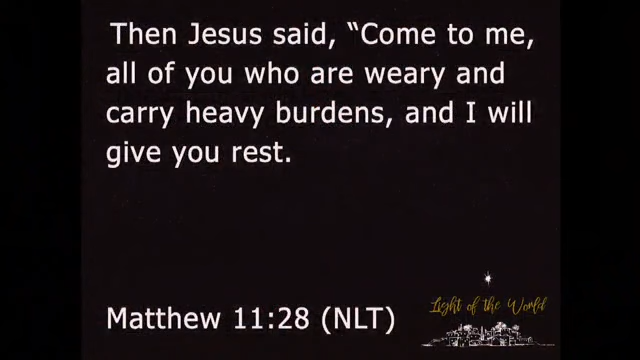 Then Jesus said, “Come to me,
all of you who are weary and
carry heavy burdens, and I will
give you rest.
Light of the World
Matthew 11:28 (NLT)